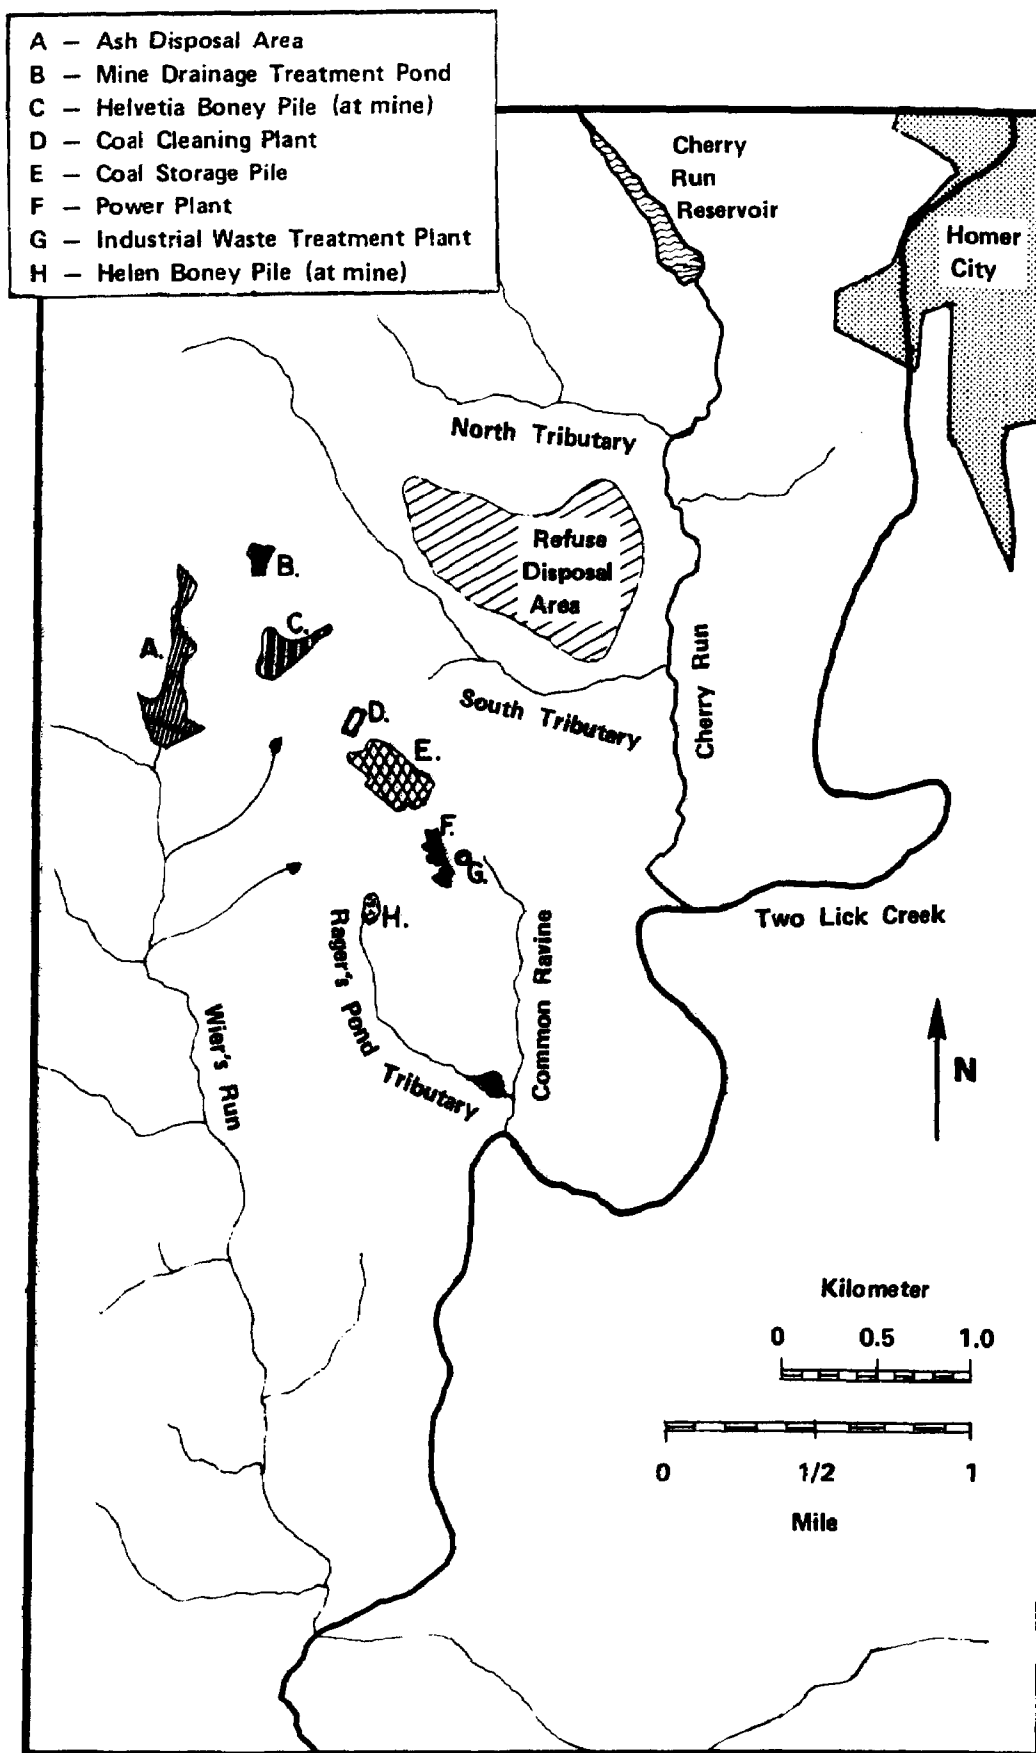 A — Ash Disposal Area
B — Mine Drainage Treatment Pond
C — Helvetia Boney Pile (at mine)
D — Coal Cleaning Plant
E — Coal Storage Pile
F — Power Plant
G — Industrial Waste Treatment Plant
H — Helen Boney Pile (at mine)
Cherry
Run
Reservoir
Homer
City
North Tributary
Refuse
Disposal
Area
B.
C.
A.
Cherry Run
South Tributary
D.
E.
F.
G.
H.
Two Lick Creek
Rager's Pond Tributary
Common Ravine
Wier's Run
N
Kilometer
0 0.5 1.0
0 1/2 1
Mile